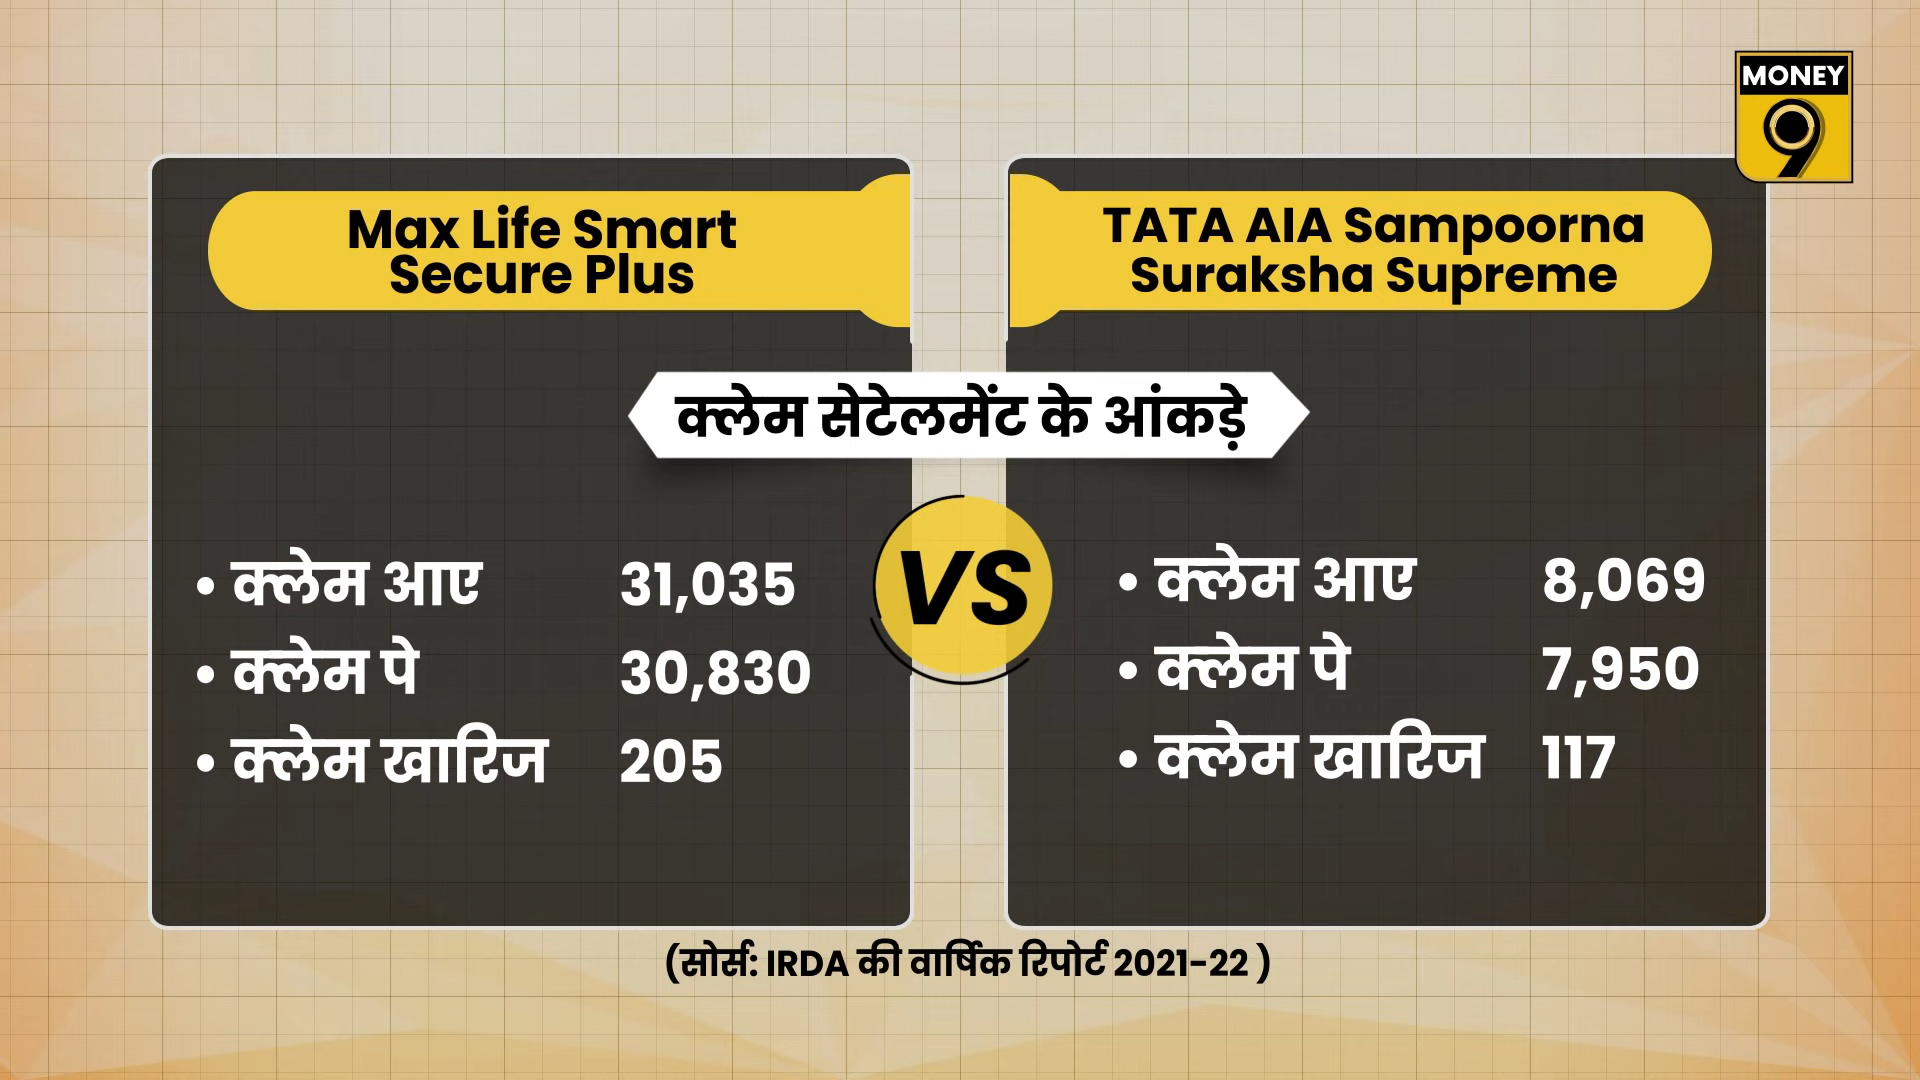 MONEY
9
Max Life Smart
Secure Plus
TATA AIA Sampoorna
Suraksha Supreme
क्लेम सेटेलमेंट के आंकड़े
VS
• क्लेम आए 31,035
• क्लेम पे 30,830
• क्लेम खारिज 205
• क्लेम आए 8,069
• क्लेम पे 7,950
• क्लेम खारिज 117
(सोर्स: IRDA की वार्षिक रिपोर्ट 2021-22 )